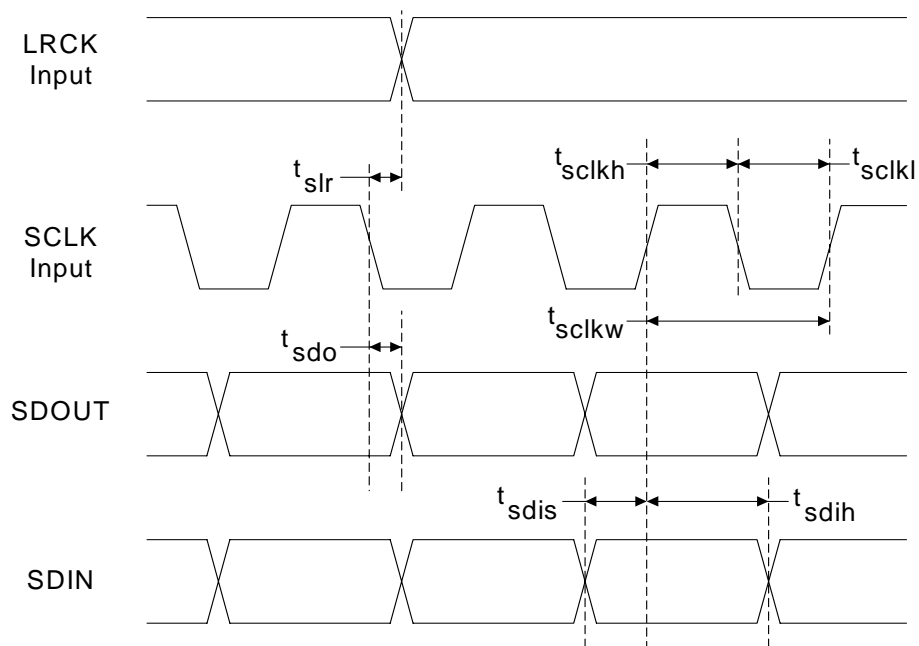 LRCK
Input
tslr
tsclkh
tsclkl
SCLK
Input
tsclkw
tsdo
SDOUT
tsdis
tsdih
SDIN